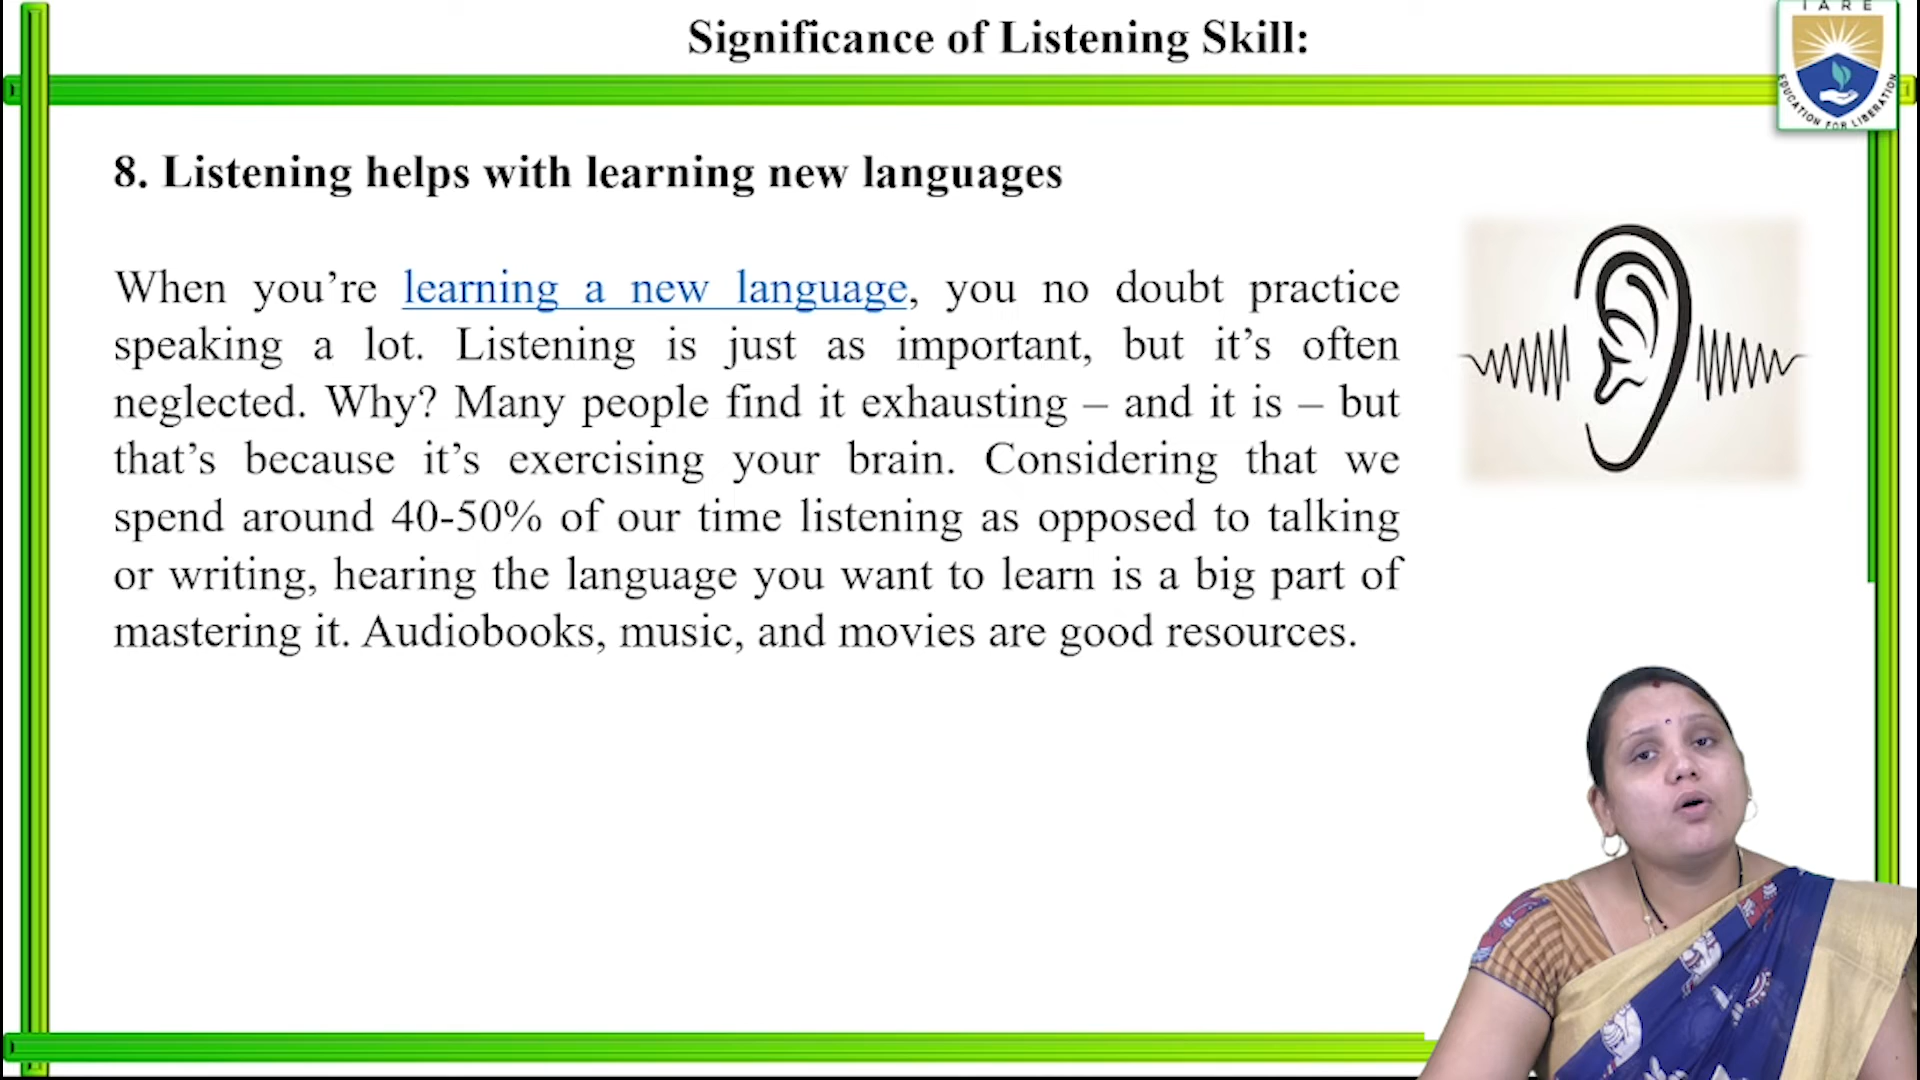 Significance of Listening Skill:
IARE
EDUCATION FOR LIBERATION
8. Listening helps with learning new languages
When you’re learning a new language, you no doubt practice
speaking a lot. Listening is just as important, but it’s often
neglected. Why? Many people find it exhausting – and it is – but
that’s because it’s exercising your brain. Considering that we
spend around 40-50% of our time listening as opposed to talking
or writing, hearing the language you want to learn is a big part of
mastering it. Audiobooks, music, and movies are good resources.